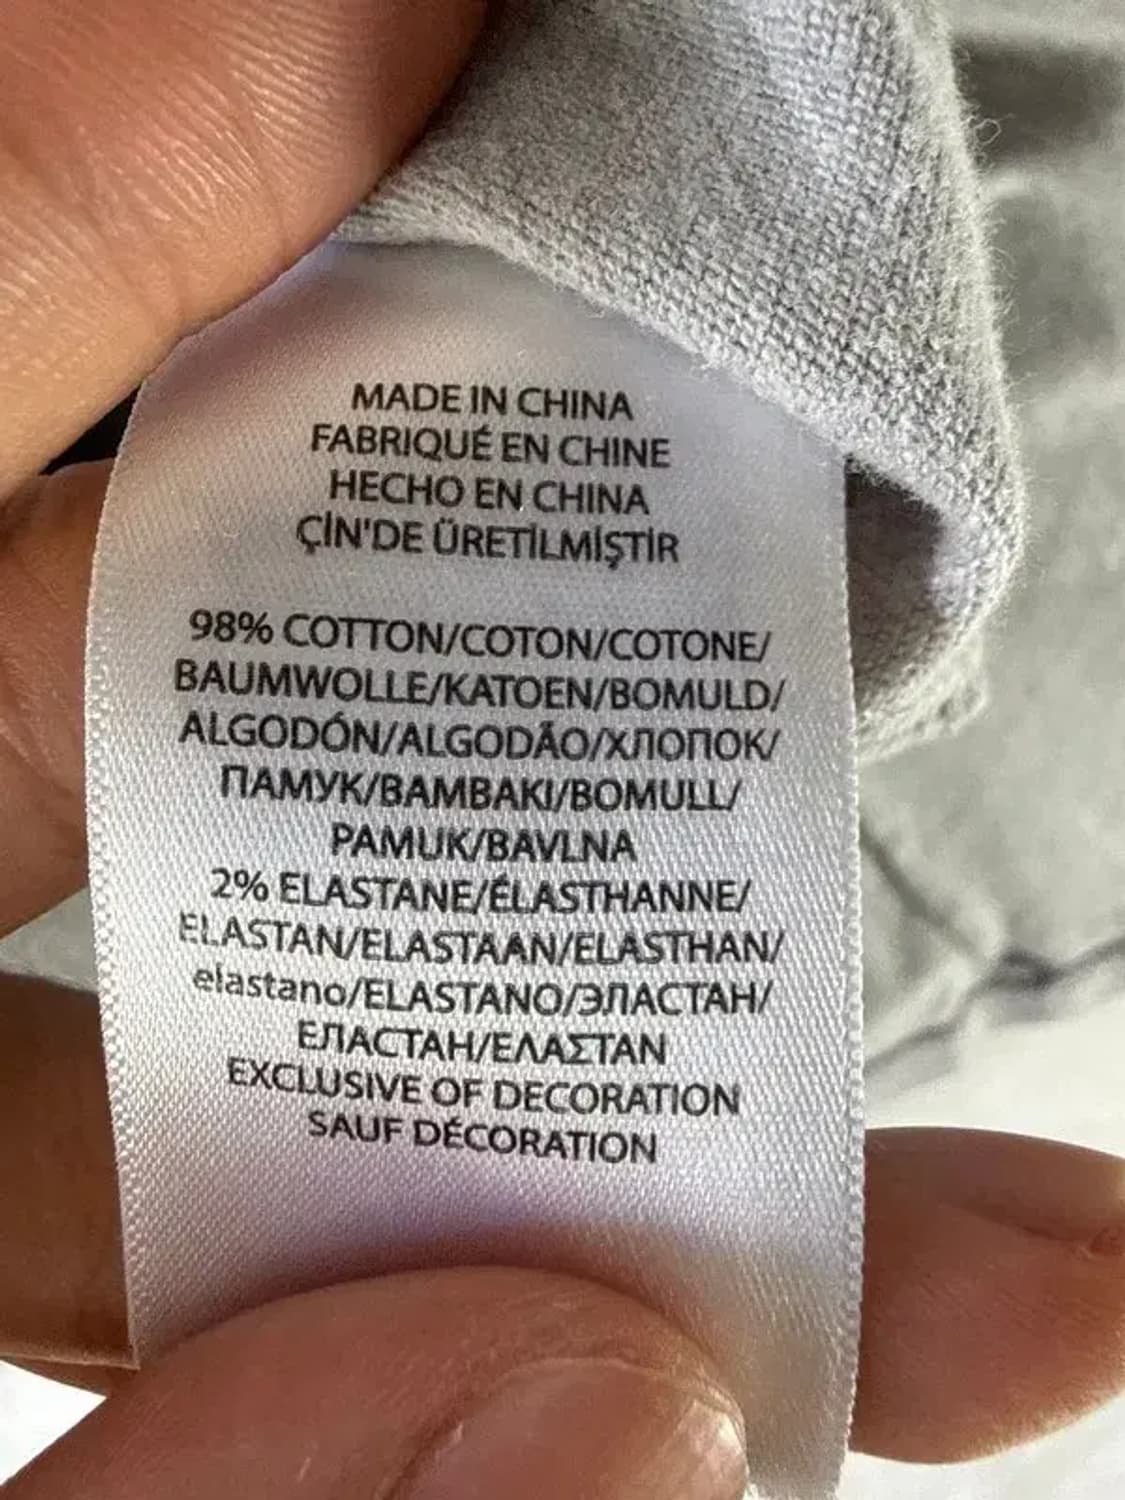 MADE IN CHINA
FABRIQUÉ EN CHINE
HECHO EN CHINA
ÇİN'DE ÜRETİLMİŞTİR
98% COTTON/COTON/COTONE/
BAUMWOLLE/KATOEN/BOMULD/
ALGODÓN/ALGODÃO/ХЛОПОК/
ПАМУК/BAMBAKI/BOMULL/
PAMUK/BAVLNA
2% ELASTANE/ÉLASTHANNE/
ELASTAN/ELASTAAN/ELASTHAN/
elastano/ELASTANO/ЭЛАСТАН/
ЕЛАСТАН/ΕΛΑΣΤΑΝ
EXCLUSIVE OF DECORATION
SAUF DÉCORATION